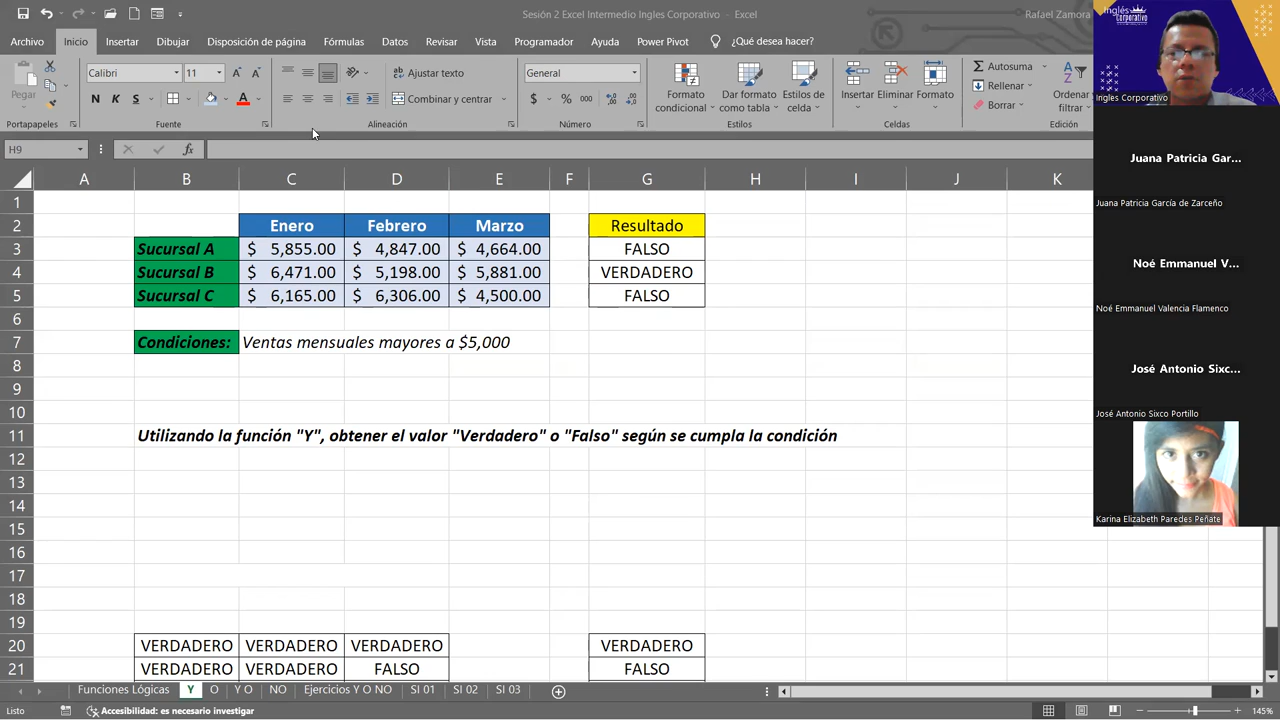 Sesión 2 Excel Intermedio Ingles Corporativo - Excel
Rafael Zamora
Archivo Inicio Insertar Dibujar Disposición de página Fórmulas Datos Revisar Vista Programador Ayuda Power Pivot ¿Qué desea hacer?
Pegar
Calibri 11
N K S
Ajustar texto
Combinar y centrar
General
$ % 000
Formato condicional
Dar formato como tabla
Estilos de celda
Insertar Eliminar Formato
Autosuma
Rellenar
Borrar
Ordenar filtrar
Portapapeles Fuente Alineación Número Estilos Celdas Edición
H9 fx
A B C D E F G H I J K
1
2 Enero Febrero Marzo Resultado
3 Sucursal A $ 5,855.00 $ 4,847.00 $ 4,664.00 FALSO
4 Sucursal B $ 6,471.00 $ 5,198.00 $ 5,881.00 VERDADERO
5 Sucursal C $ 6,165.00 $ 6,306.00 $ 4,500.00 FALSO
6
7 Condiciones: Ventas mensuales mayores a $5,000
8
9
10
11 Utilizando la función "Y", obtener el valor "Verdadero" o "Falso" según se cumpla la condición
12
13
14
15
16
17
18
19
20 VERDADERO VERDADERO VERDADERO VERDADERO
21 VERDADERO VERDADERO FALSO FALSO
Funciones Lógicas Y O Y O NO Ejercicios Y O NO SI 01 SI 02 SI 03
Listo Accesibilidad: es necesario investigar 145%
Inglés Corporativo
Ingles Corporativo
Juana Patricia Gar...
Juana Patricia García de Zarceño
Noé Emmanuel V...
Noé Emmanuel Valencia Flamenco
José Antonio Sixc...
José Antonio Sixco Portillo
Karina Elizabeth Paredes Peñate